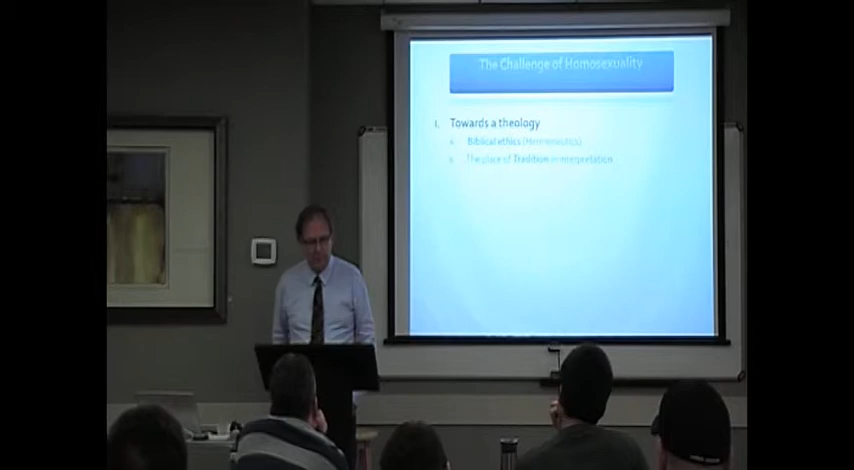 The Challenge of Homosexuality
I. Towards a theology
a. Biblical ethics (Hermeneutics)
b. The place of Tradition in interpretation